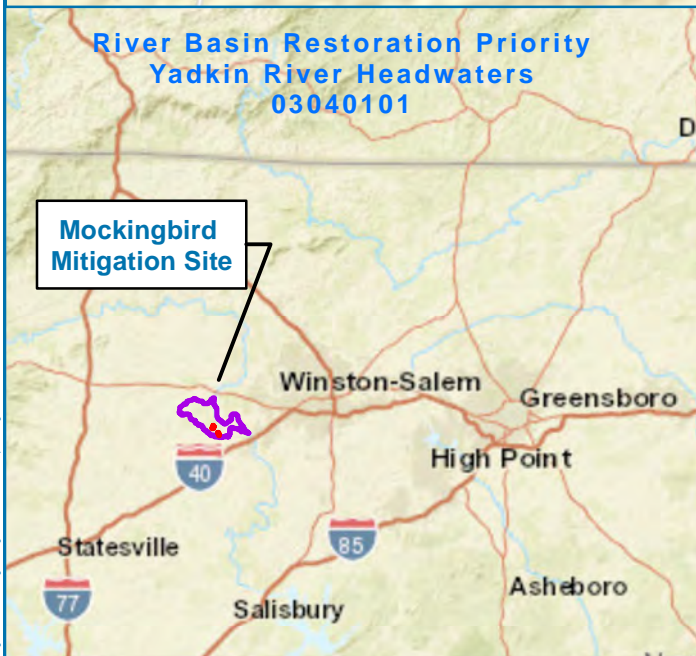 River Basin Restoration Priority
Yadkin River Headwaters
03040101
D
Mockingbird
Mitigation Site
Winston-Salem
Greensboro
High Point
40
Statesville
85
Asheboro
77
Salisbury